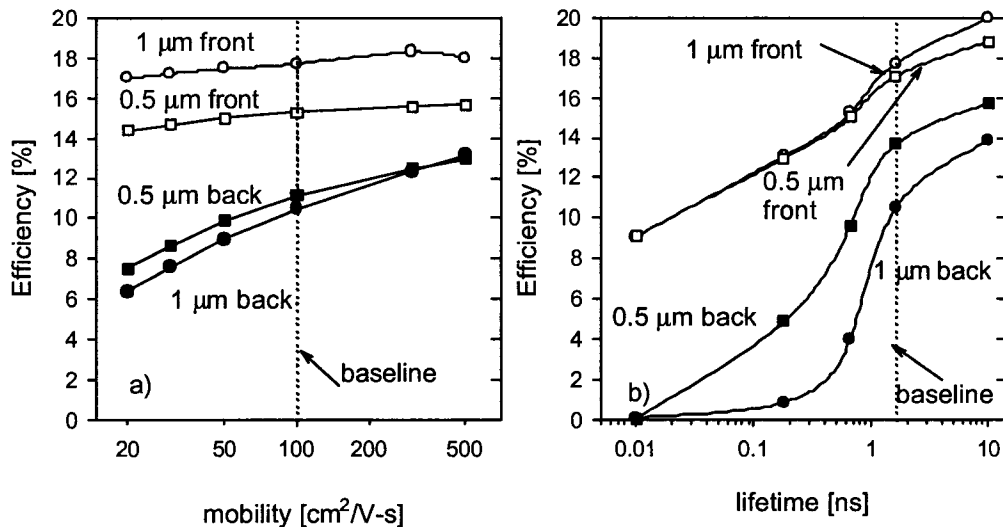 20
18
16
14
12
10
8
6
4
2
0
Efficiency [%]
1 μm front
0.5 μm front
0.5 μm back
1 μm back
baseline
a)
20
50
100
200
500
mobility [cm²/V-s]
20
18
16
14
12
10
8
6
4
2
0
Efficiency [%]
1 μm front
0.5 μm
front
1 μm back
0.5 μm back
baseline
b)
0.01
0.1
1
10
lifetime [ns]